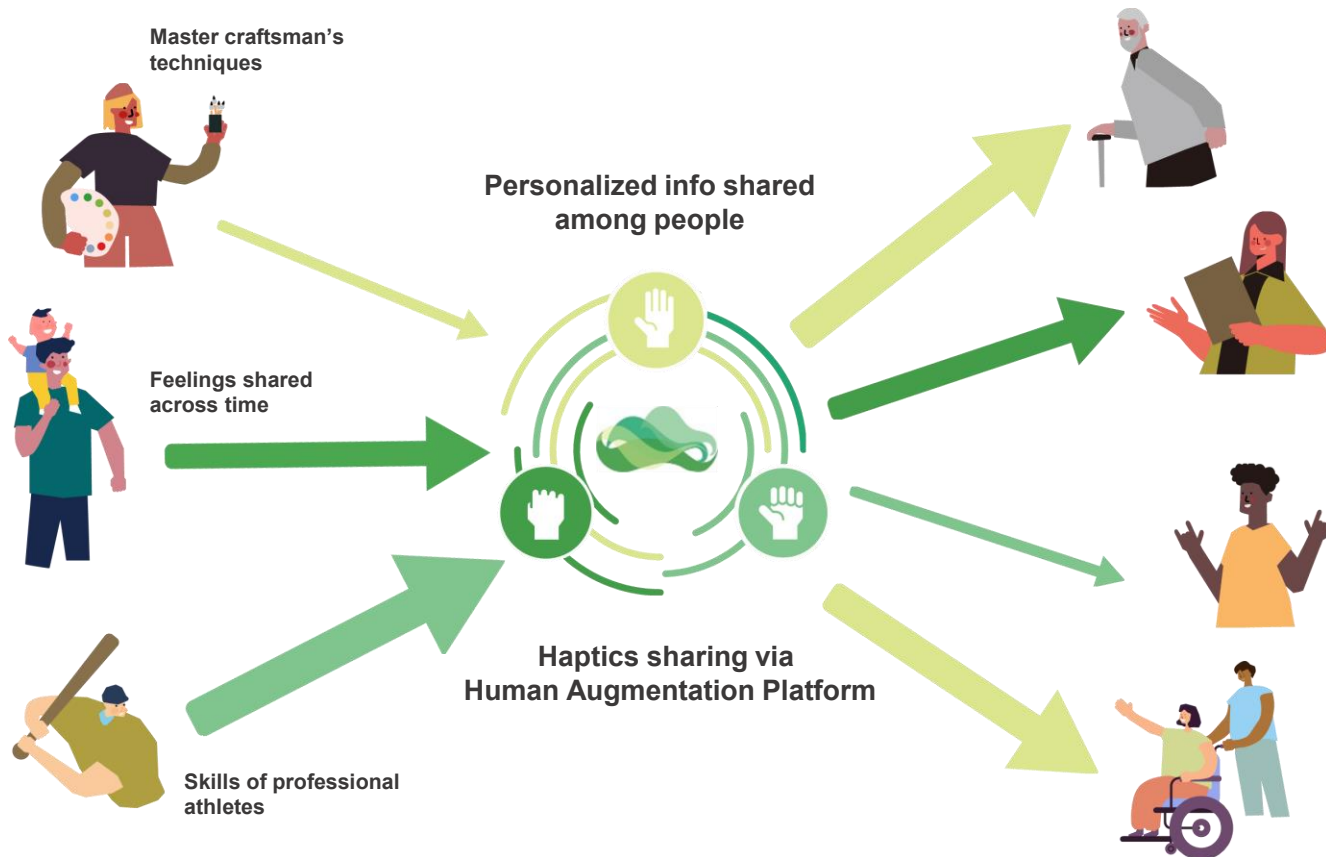 Master craftsman’s
techniques
Personalized info shared
among people
Feelings shared
across time
Haptics sharing via
Human Augmentation Platform
Skills of professional
athletes